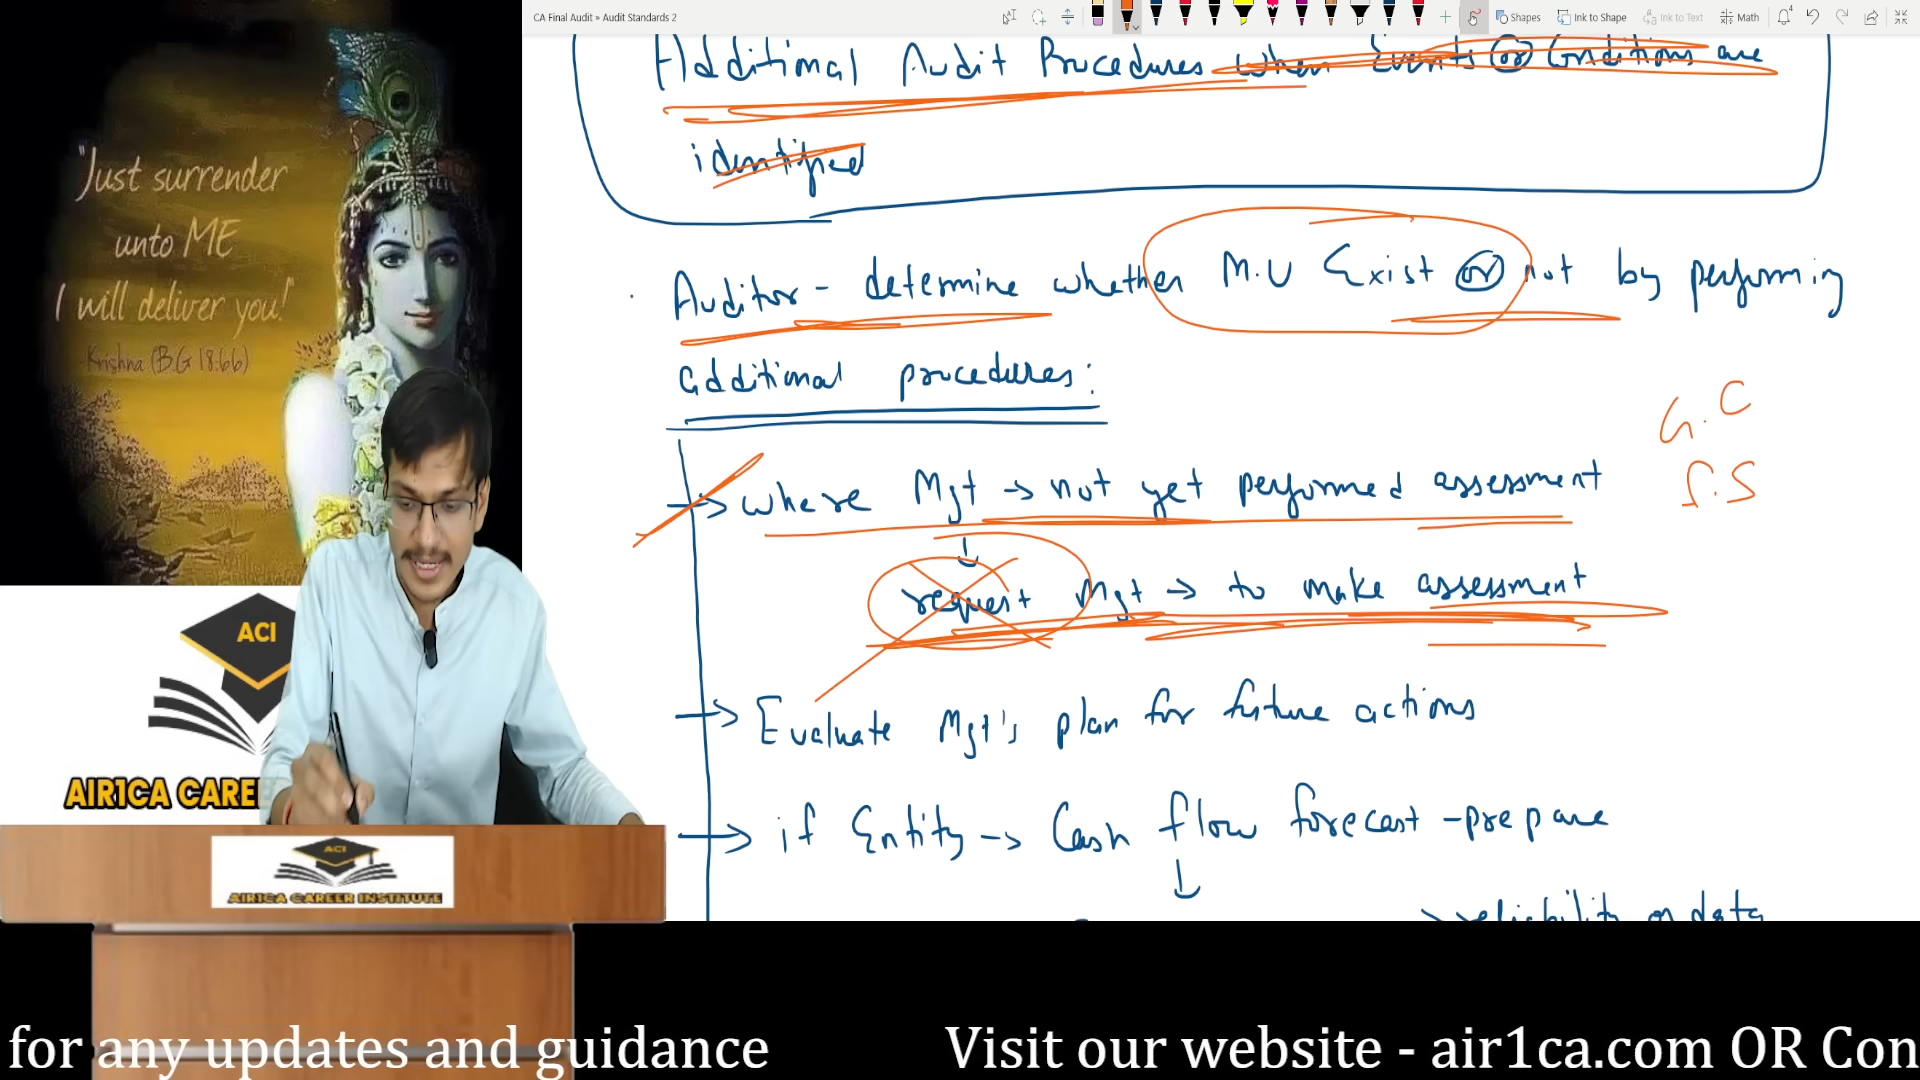 CA Final Audit » Audit Standards 2
Shapes
Ink to Shape
Ink to Text
Math
Additional Audit Procedures when Events or Conditions are
identified
Auditor - determine whether M.U Exist or not by performing
additional procedures:
G.C
F.S
→ where Mgt → not yet performed assessment
↓
request Mgt → to make assessment
→ Evaluate Mgt's plan for future actions
→ if Entity → Cash flow forecast - prepare
↓
→ reliability of data
"Just surrender
unto ME
I will deliver you!"
-Krishna (B.G 18:66)
ACI
AIR1CA CARE
ACI
AIR1CA CAREER INSTITUTE
for any updates and guidance Visit our website - air1ca.com OR Con